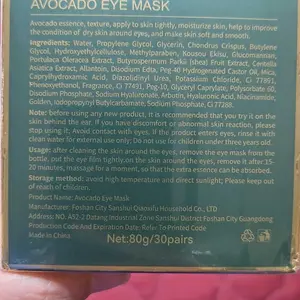 AVOCADO EYE MASK
Avocado essence, texture, apply to skin tightly, moisturize skin, help to improve
the condition of dry skin around eyes, and make skin soft and smooth.
Ingredients: Water, Propylene Glycol, Glycerin, Chondrus Crispus, Butylene
Glycol, Hydroxyethylcellulose, Methylparaben, Kousou Ekisu, Glucomannan,
Portulaca Oleracea Extract, Butyrospermum Parkii (shea) Fruit Extract, Centella
Asiatica Extract, Allantoin, Disodium Edta, Peg-40 Hydrogenated Castor Oil, Mica,
Caprylhydroxamic Acid, Diazolidinyl Urea, Potassium Chloride, CI 77891,
Phenoxyethanol, Fragrance, CI 77491, Peg-10, Glyceryl Caprylate, Polysorbate 60,
Disodium Phosphate, Sodium Hyaluronate, Arbutin, Hyaluronic Acid, Niacinamide,
Golden, Iodopropynyl Butylcarbamate, Sodium Phosphate, CI 77288.
Note: before using any new product, it is recommended that you try it on the
skin behind the ear. If you have discomfort or abnormal skin reaction, please
stop using it; Avoid contact with eyes. If the product enters eyes, rinse it with
clean water for external use only; Do not use for children under three years old.
Usage: after cleaning the skin around the eyes, remove the eye mask from the
bottle, put the eye film tightly on the skin around the eyes, and remove it after 15-
20 minutes, massage for a moment, so that the extra essence can be absorbed.
Storage method: avoid high temperature and direct sunlight; Please keep out
of reach of children.
Name: Avocado Eye Mask
Manufacturer: Foshan City Sanshui Qiaoxifu Household Co., LTD
NO. A52-2 Datang Industrial Zone Sanshui District Foshan City Guangdong
Productiion Code And Expiration Date: Refer To Printed Code
Made in China
Net:80g/30pairs